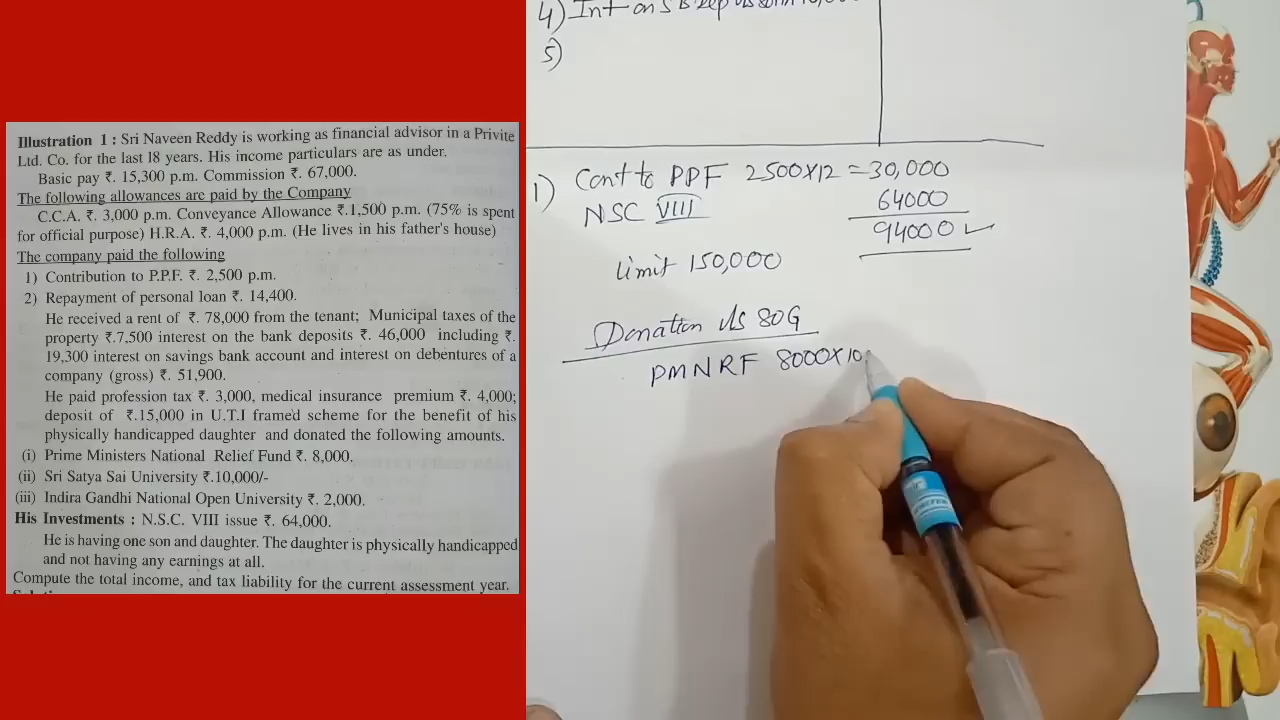 Illustration 1 : Sri Naveen Reddy is working as financial advisor in a Privite
Ltd. Co. for the last 18 years. His income particulars are as under.
Basic pay ₹. 15,300 p.m. Commission ₹. 67,000.
The following allowances are paid by the Company
C.C.A. ₹. 3,000 p.m. Conveyance Allowance ₹.1,500 p.m. (75% is spent
for official purpose) H.R.A. ₹. 4,000 p.m. (He lives in his father's house)
The company paid the following
1) Contribution to P.P.F. ₹. 2,500 p.m.
2) Repayment of personal loan ₹. 14,400.
He received a rent of ₹. 78,000 from the tenant; Municipal taxes of the
property ₹.7,500 interest on the bank deposits ₹. 46,000 including ₹.
19,300 interest on savings bank account and interest on debentures of a
company (gross) ₹. 51,900.
He paid profession tax ₹. 3,000, medical insurance premium ₹. 4,000;
deposit of ₹.15,000 in U.T.I framed scheme for the benefit of his
physically handicapped daughter and donated the following amounts.
(i) Prime Ministers National Relief Fund ₹. 8,000.
(ii) Sri Satya Sai University ₹.10,000/-
(iii) Indira Gandhi National Open University ₹. 2,000.
His Investments : N.S.C. VIII issue ₹. 64,000.
He is having one son and daughter. The daughter is physically handicapped
and not having any earnings at all.
Compute the total income, and tax liability for the current assessment year.
4) Int on SB
5)
1) Cont to PPF 2500X12 = 30,000
NSC VIII 64000
94000 ✓
limit 150,000
Donation U/s 80G
PMNRF 8000X10